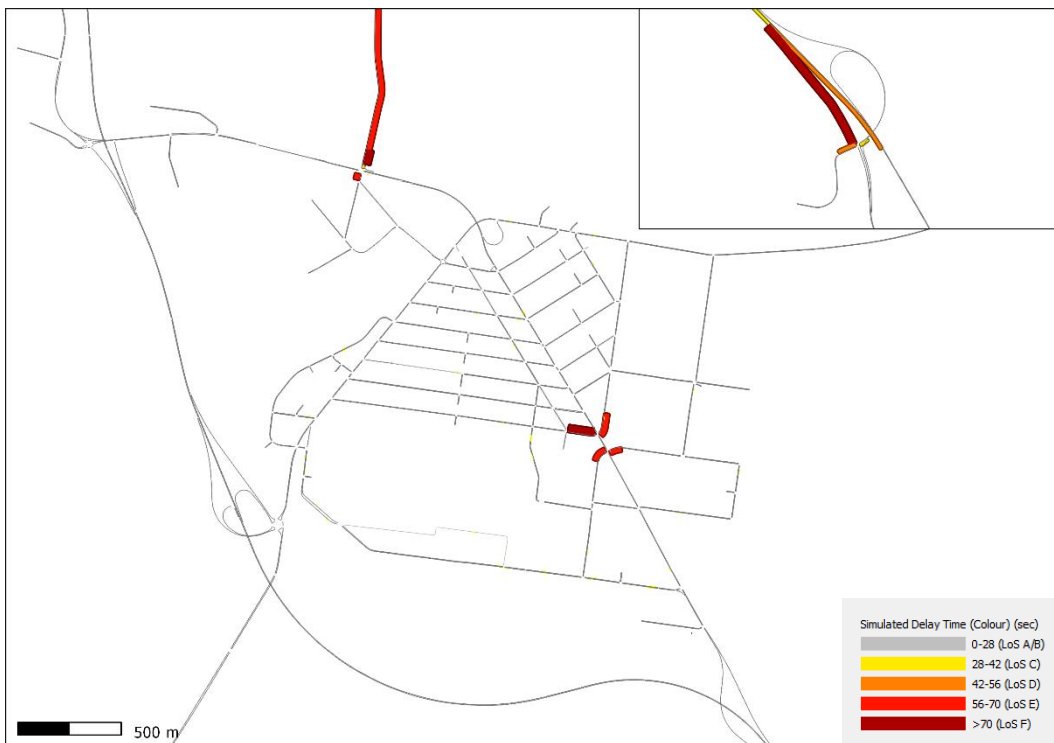 Simulated Delay Time (Colour) (sec)
0-28 (LoS A/B)
28-42 (LoS C)
42-56 (LoS D)
56-70 (LoS E)
>70 (LoS F)
500 m